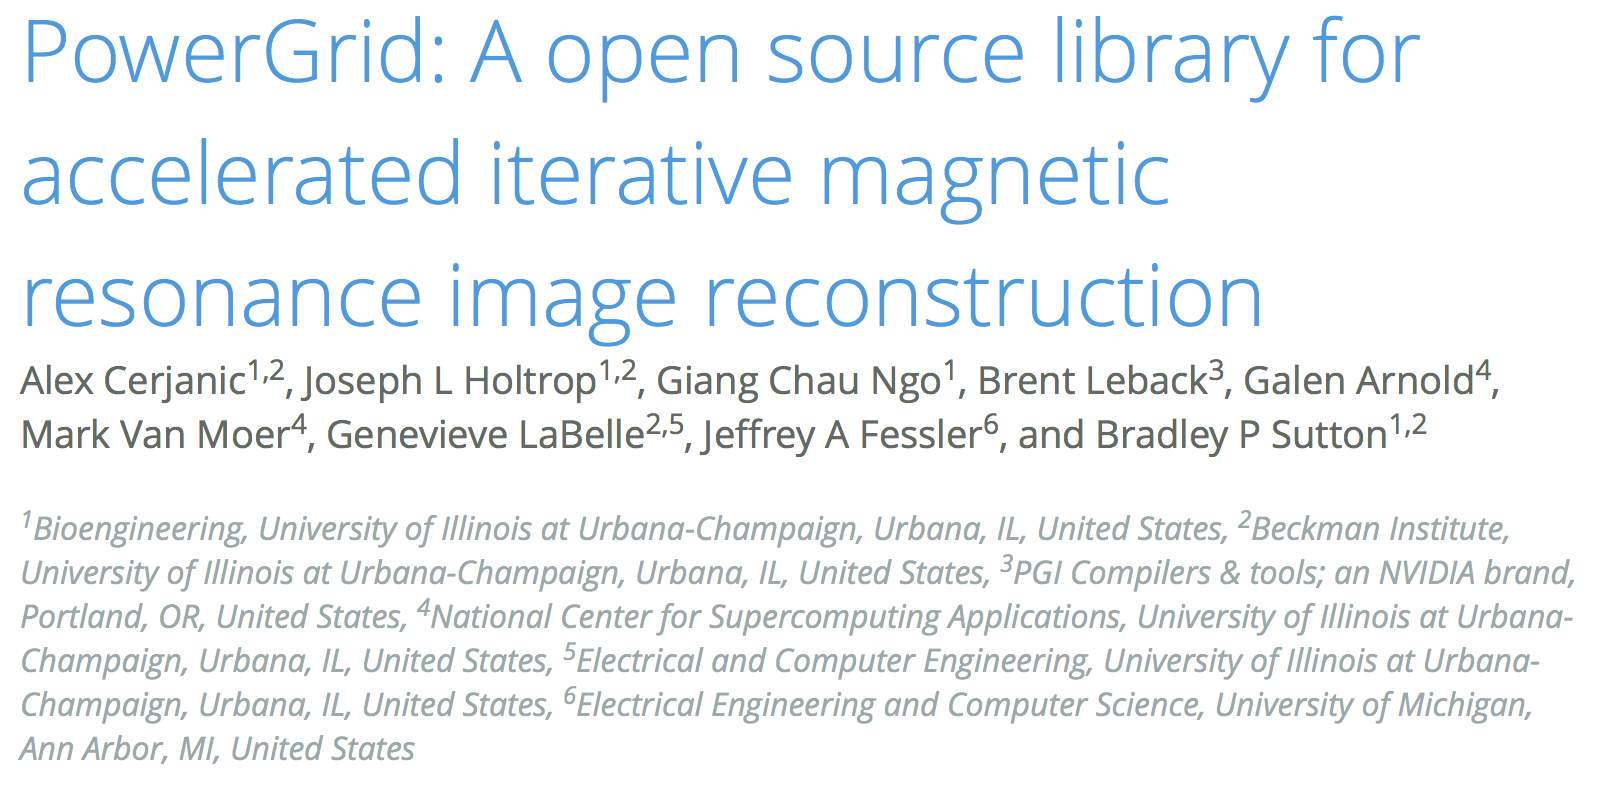 PowerGrid: A open source library for
accelerated iterative magnetic
resonance image reconstruction
Alex Cerjanic1,2, Joseph L Holtrop1,2, Giang Chau Ngo1, Brent Leback3, Galen Arnold4,
Mark Van Moer4, Genevieve LaBelle2,5, Jeffrey A Fessler6, and Bradley P Sutton1,2
1Bioengineering, University of Illinois at Urbana-Champaign, Urbana, IL, United States, 2Beckman Institute,
University of Illinois at Urbana-Champaign, Urbana, IL, United States, 3PGI Compilers & tools; an NVIDIA brand,
Portland, OR, United States, 4National Center for Supercomputing Applications, University of Illinois at Urbana-
Champaign, Urbana, IL, United States, 5Electrical and Computer Engineering, University of Illinois at Urbana-
Champaign, Urbana, IL, United States, 6Electrical Engineering and Computer Science, University of Michigan,
Ann Arbor, MI, United States